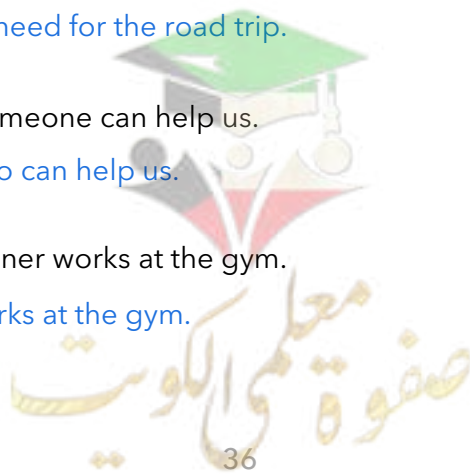 need for the road trip.
meone can help us.
o can help us.
ner works at the gym.
rks at the gym.
صفوة معلمى الكويت
36